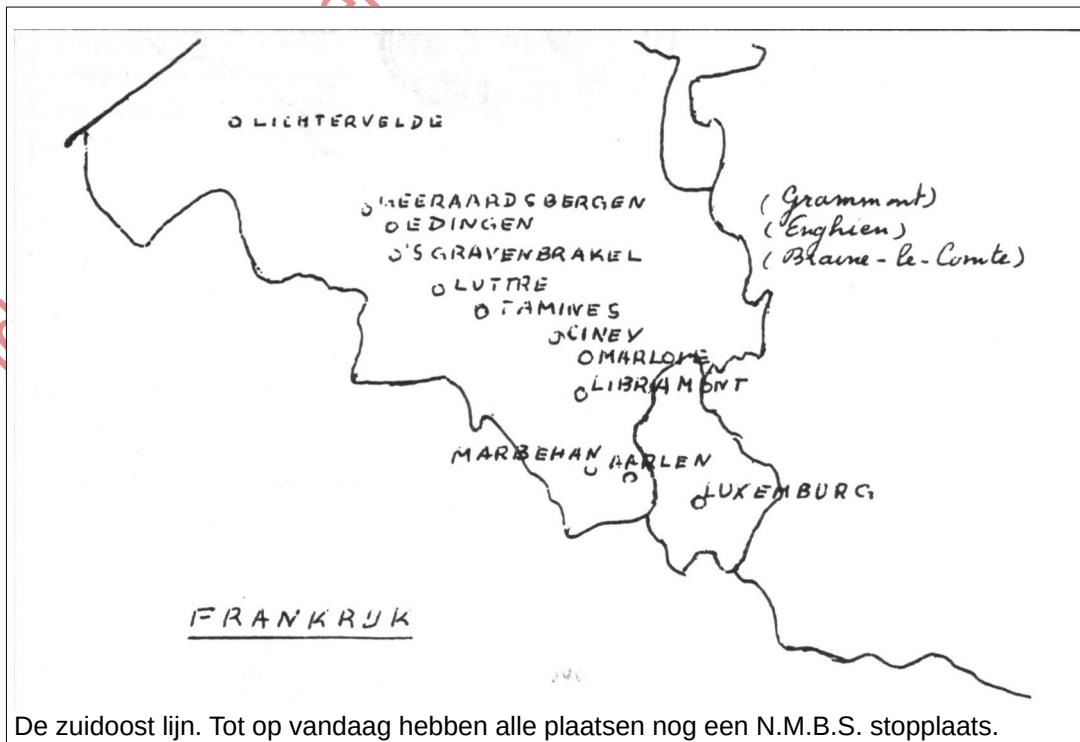 LICHTERVELDE
GEERAARDSBERGEN (Grammont)
EDINGEN (Enghien)
'S GRAVENBRAKEL (Braine-le-Comte)
LUTTRE
TAMINES
CINEY
MARLOIE
LIBRAMONT
MARBEHAN
AARLEN
LUXEMBURG
FRANKRIJK
De zuidoost lijn. Tot op vandaag hebben alle plaatsen nog een N.M.B.S. stopplaats.